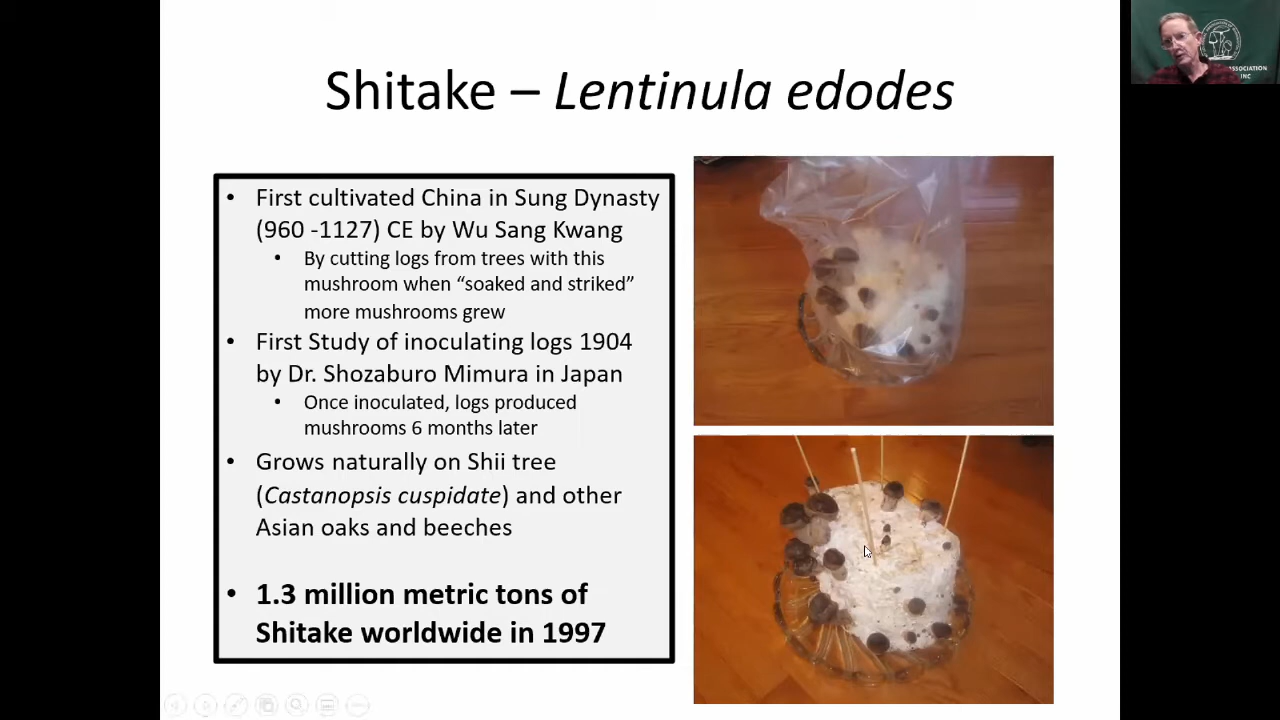 Shitake – Lentinula edodes
• First cultivated China in Sung Dynasty
(960 -1127) CE by Wu Sang Kwang
• By cutting logs from trees with this
mushroom when “soaked and striked”
more mushrooms grew
• First Study of inoculating logs 1904
by Dr. Shozaburo Mimura in Japan
• Once inoculated, logs produced
mushrooms 6 months later
• Grows naturally on Shii tree
(Castanopsis cuspidate) and other
Asian oaks and beeches
• 1.3 million metric tons of
Shitake worldwide in 1997
ASSOCIATION
INC